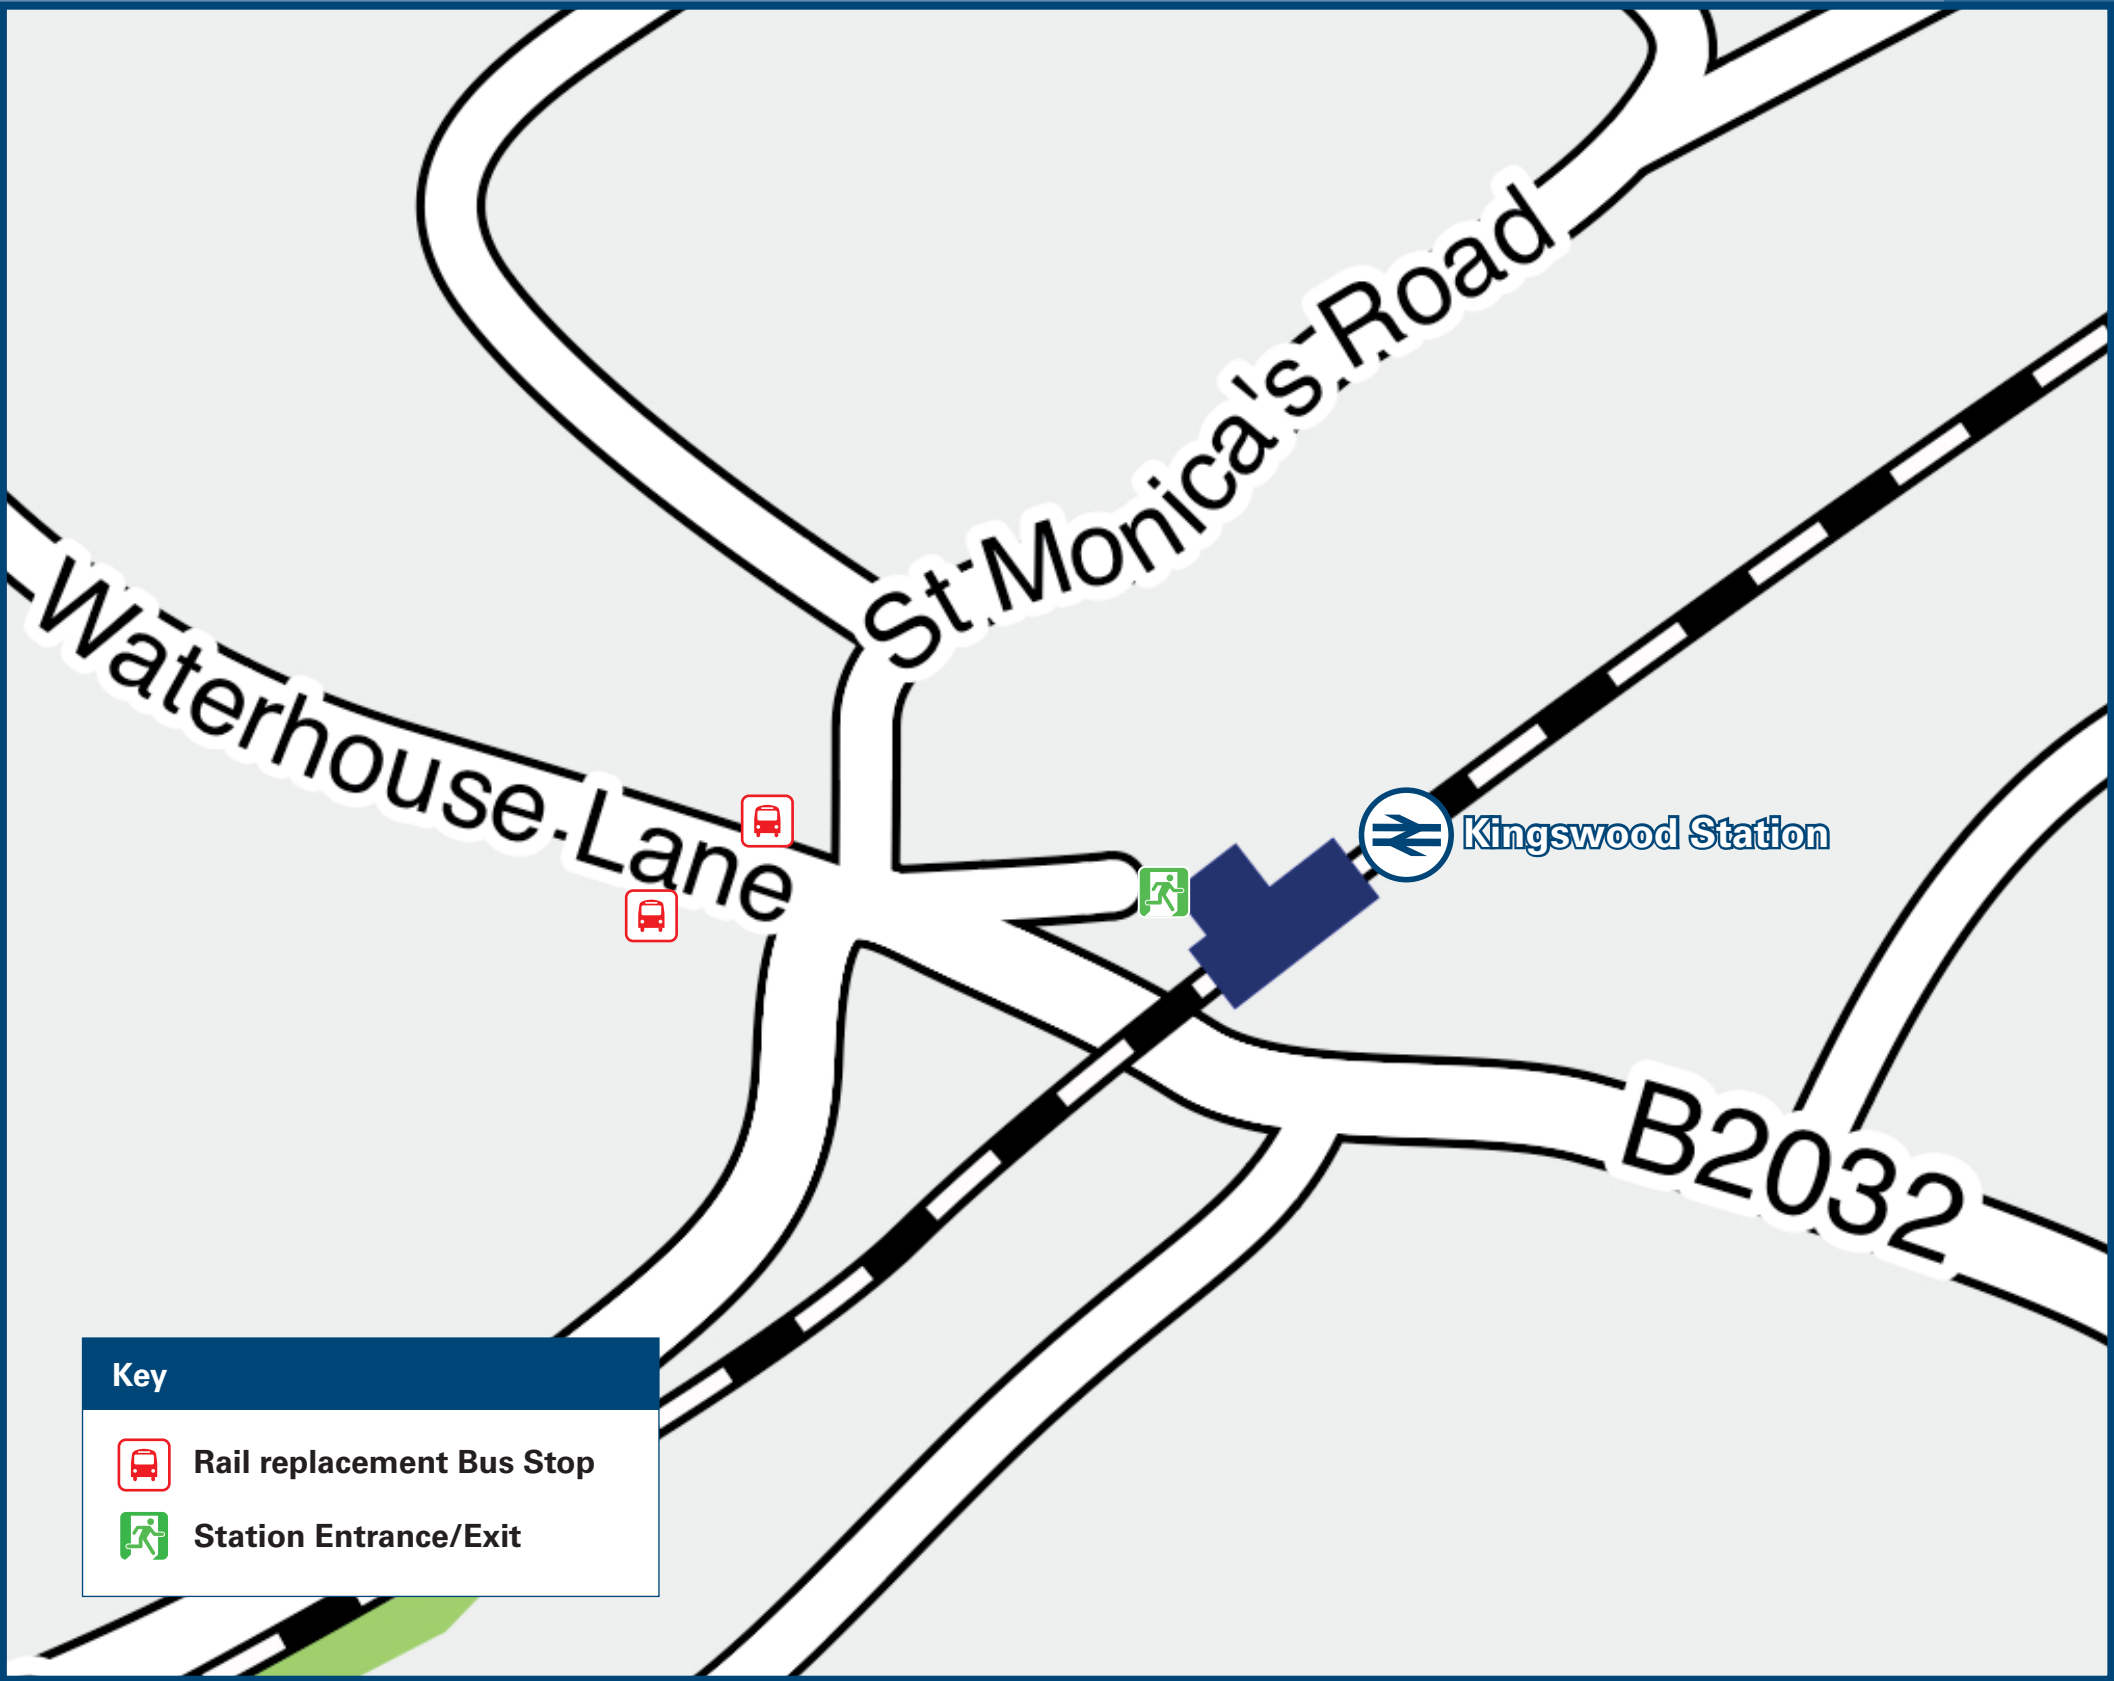 St Monica's Road
Waterhouse Lane
Kingswood Station
B2032
Key
Rail replacement Bus Stop
Station Entrance/Exit